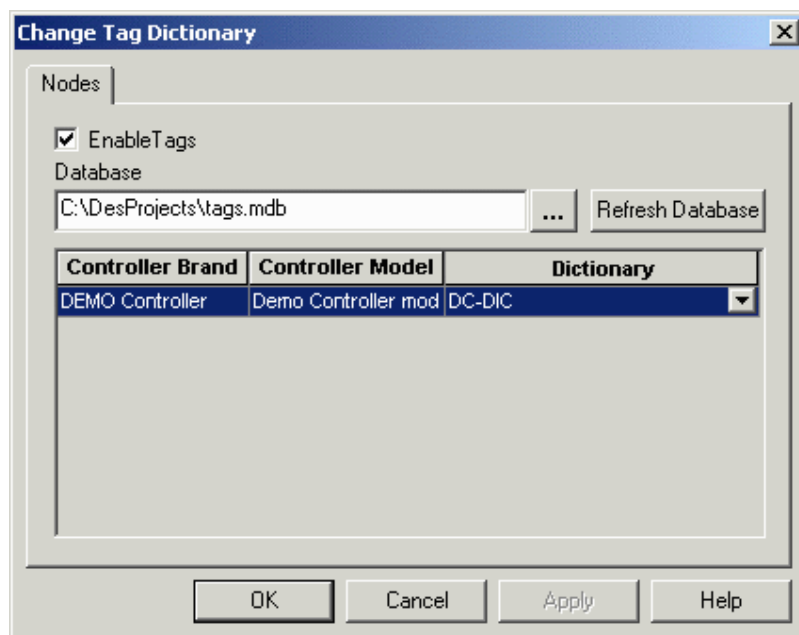 Change Tag Dictionary
Nodes
EnableTags
Database
C:\DesProjects\tags.mdb ... Refresh Database
Controller Brand Controller Model Dictionary
DEMO Controller Demo Controller mod DC-DIC
OK Cancel Apply Help